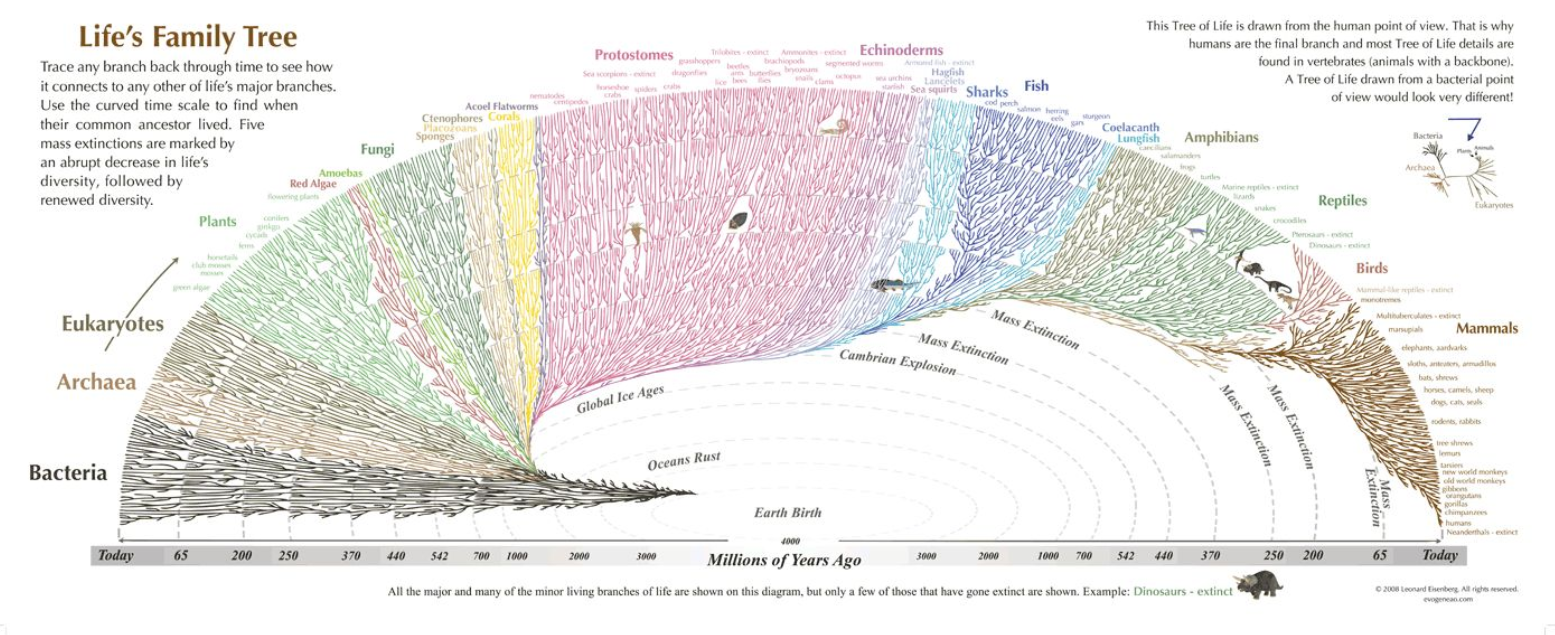 Life's Family Tree
Trace any branch back through time to see how
it connects to any other of life's major branches.
Use the curved time scale to find when
their common ancestor lived. Five
mass extinctions are marked by
an abrupt decrease in life's
diversity, followed by
renewed diversity.
This Tree of Life is drawn from the human point of view. That is why
humans are the final branch and most Tree of Life details are
found in vertebrates (animals with a backbone).
A Tree of Life drawn from a bacterial point
of view would look very different!
Bacteria
Plants
Animals
Archaea
Eukaryotes
Bacteria
Archaea
Eukaryotes
green algae
mosses
club mosses
horsetails
ferns
cycads
ginkgo
conifers
Plants
flowering plants
Red Algae
Amoebas
Fungi
Sponges
Placozoans
Ctenophores
Corals
Acoel Flatworms
nematodes
centipedes
Protostomes
Sea scorpions - extinct
horseshoe
crabs
spiders
crabs
dragonflies
grasshoppers
Trilobites - extinct
beetles
ants
lice
bees
butterflies
flies
brachiopods
bryozoans
snails
clams
Ammonites - extinct
segmented worms
octopus
Echinoderms
sea urchins
starfish
Armored fish - extinct
Hagfish
Lancelets
Sea squirts
Sharks
Fish
cod
perch
salmon
herring
eels
gars
sturgeon
Coelacanth
Lungfish
Amphibians
caecilians
salamanders
frogs
turtles
Reptiles
Marine reptiles - extinct
lizards
snakes
crocodiles
Pterosaurs - extinct
Dinosaurs - extinct
Birds
Mammal-like reptiles - extinct
monotremes
Multituberculates - extinct
Mammals
marsupials
elephants, aardvarks
sloths, anteaters, armadillos
bats, shrews
horses, camels, sheep
dogs, cats, seals
rodents, rabbits
tree shrews
lemurs
tarsiers
new world monkeys
old world monkeys
gibbons
orangutans
gorillas
chimpanzees
humans
Neanderthals - extinct
Mass Extinction
Mass Extinction
Cambrian Explosion
Global Ice Ages
Oceans Rust
Earth Birth
Mass Extinction
Mass Extinction
Mass
Extinction
4000
Today 65 200 250 370 440 542 700 1000 2000 3000 Millions of Years Ago 3000 2000 1000 700 542 440 370 250 200 65 Today
All the major and many of the minor living branches of life are shown on this diagram, but only a few of those that have gone extinct are shown. Example: Dinosaurs - extinct
© 2008 Leonard Eisenberg. All rights reserved.
evogeneao.com